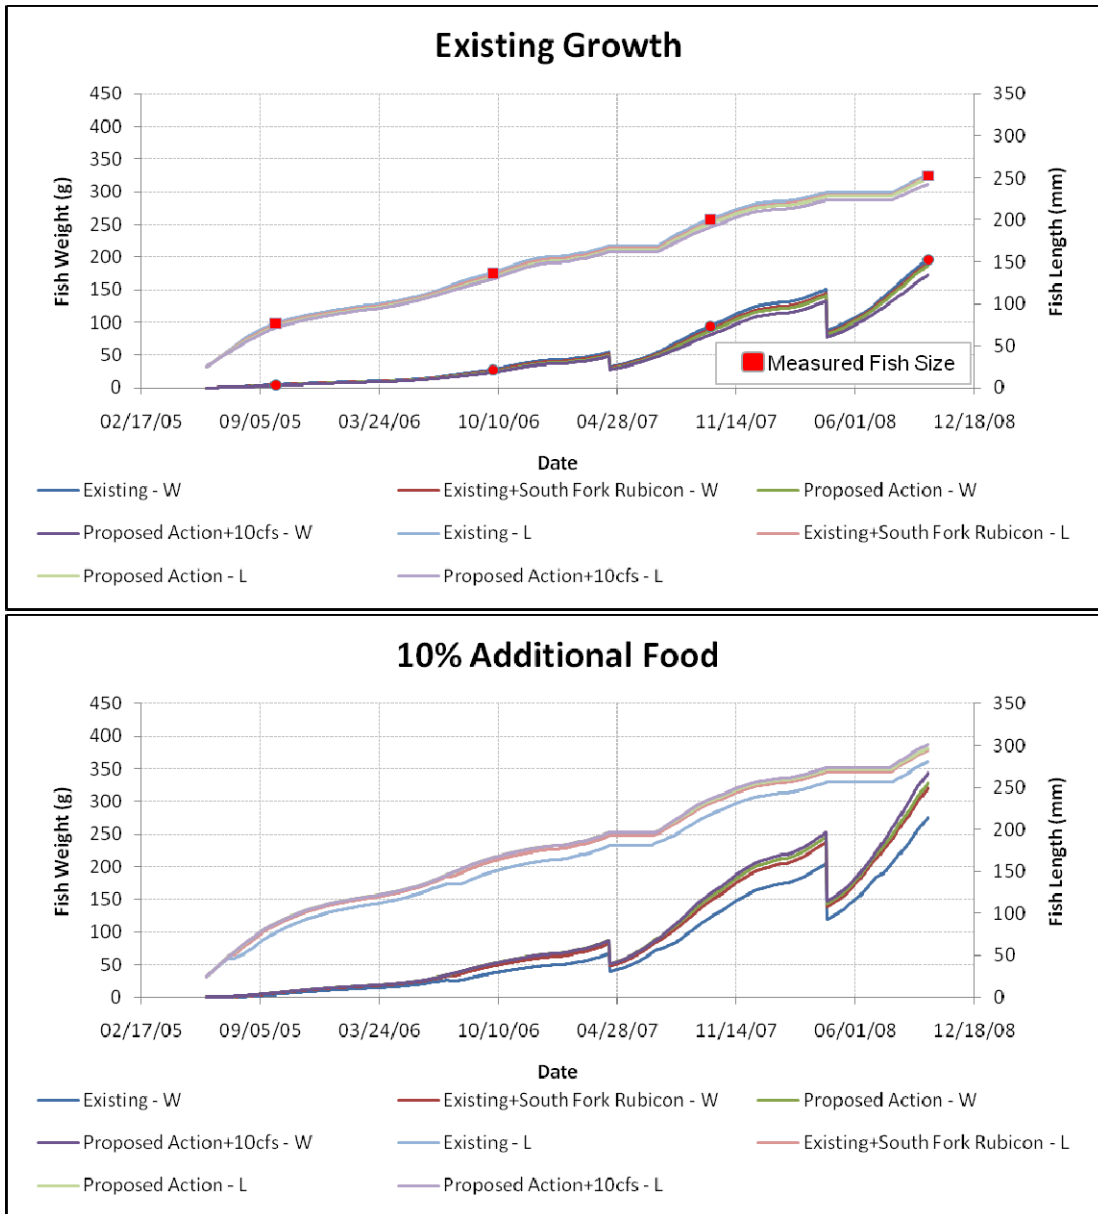 Existing Growth
450
400
350
300
250
200
150
100
50
0
Fish Weight (g)
350
300
250
200
150
100
50
0
Fish Length (mm)
Measured Fish Size
02/17/05 09/05/05 03/24/06 10/10/06 04/28/07 11/14/07 06/01/08 12/18/08
Date
Existing - W Existing+South Fork Rubicon - W Proposed Action - W
Proposed Action+10cfs - W Existing - L Existing+South Fork Rubicon - L
Proposed Action - L Proposed Action+10cfs - L
10% Additional Food
450
400
350
300
250
200
150
100
50
0
Fish Weight (g)
350
300
250
200
150
100
50
0
Fish Length (mm)
02/17/05 09/05/05 03/24/06 10/10/06 04/28/07 11/14/07 06/01/08 12/18/08
Date
Existing - W Existing+South Fork Rubicon - W Proposed Action - W
Proposed Action+10cfs - W Existing - L Existing+South Fork Rubicon - L
Proposed Action - L Proposed Action+10cfs - L